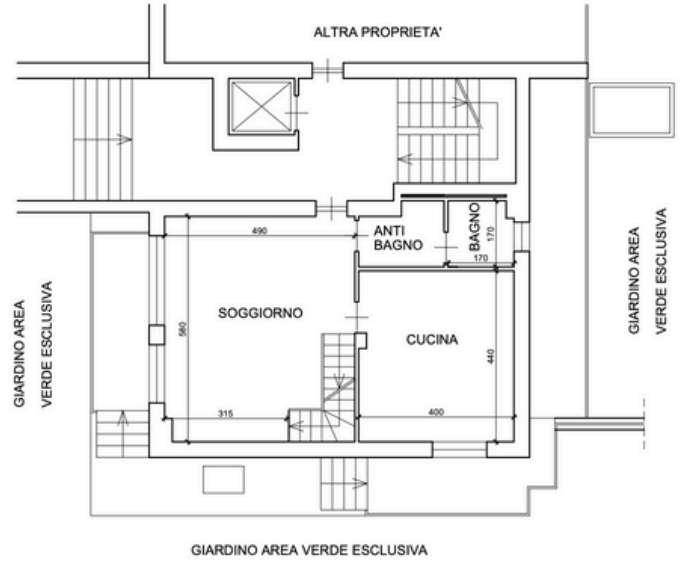 ALTRA PROPRIETA'
490
ANTI
BAGNO
BAGNO
170
170
GIARDINO AREA
VERDE ESCLUSIVA
SOGGIORNO
580
CUCINA
440
GIARDINO AREA
VERDE ESCLUSIVA
315
400
GIARDINO AREA VERDE ESCLUSIVA